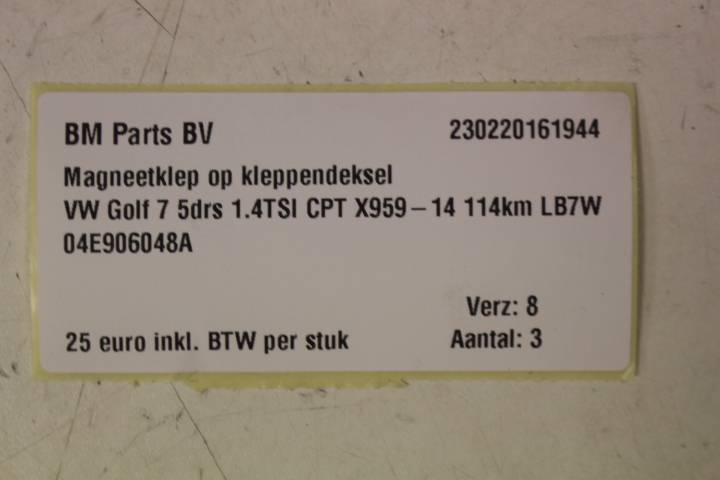 BM Parts BV 230220161944
Magneetklep op kleppendeksel
VW Golf 7 5drs 1.4TSI CPT X959-14 114km LB7W
04E906048A
Verz: 8
25 euro inkl. BTW per stuk Aantal: 3